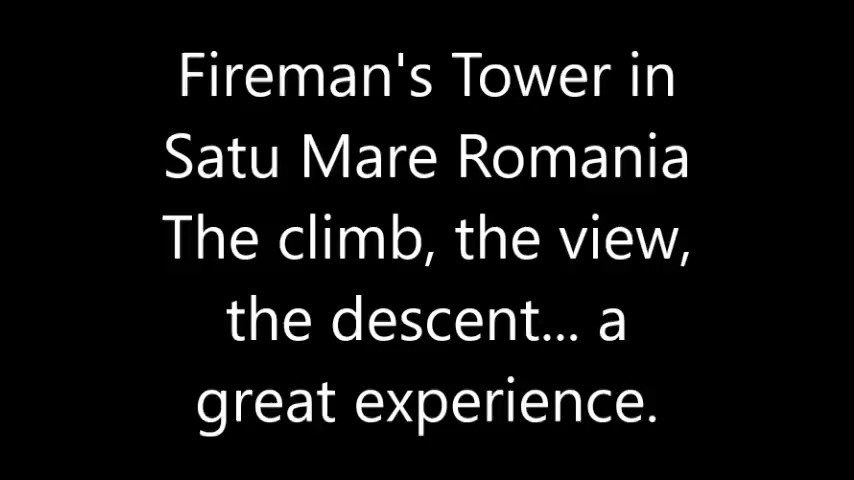 Fireman's Tower in
Satu Mare Romania
The climb, the view,
the descent... a
great experience.